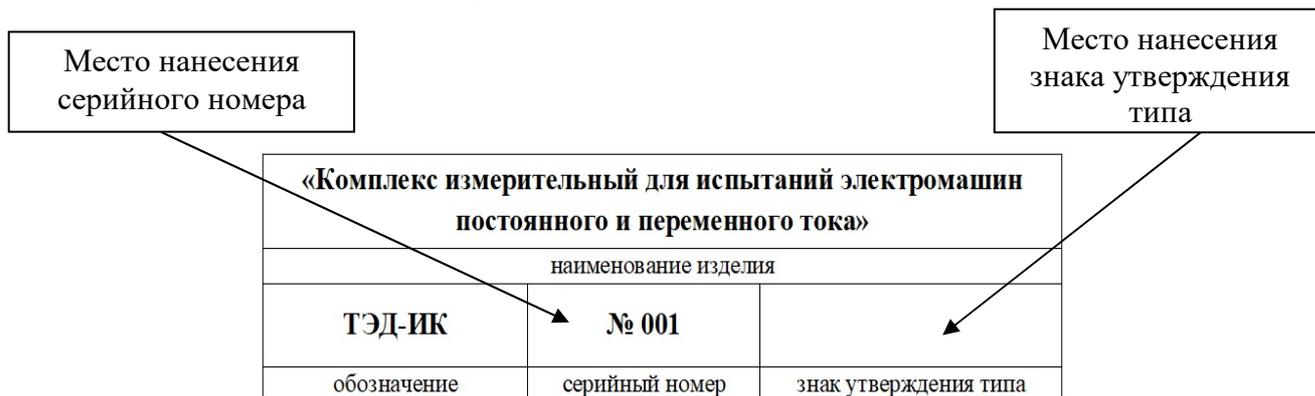 Место нанесения
серийного номера
Место нанесения
знака утверждения
типа
«Комплекс измерительный для испытаний электромашин
постоянного и переменного тока»
наименование изделия
ТЭД-ИК № 001
обозначение серийный номер знак утверждения типа